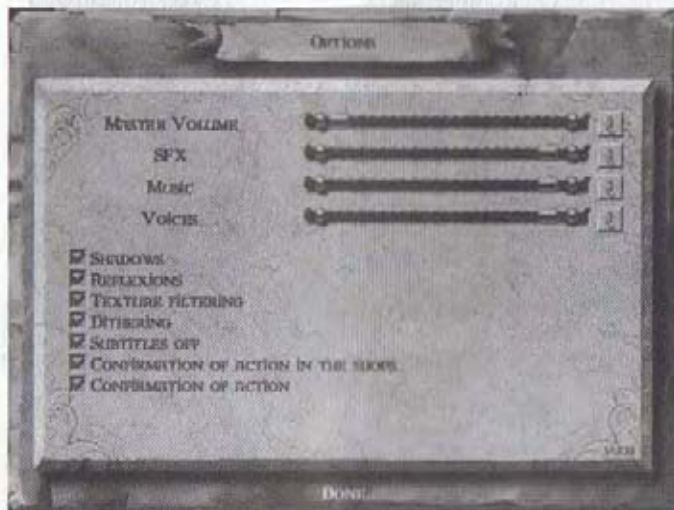 OPTIONS
MASTER VOLUME
SFX
MUSIC
VOICES
SHADOWS
REFLEXIONS
TEXTURE FILTERING
DITHERING
SUBTITLES OFF
CONFIRMATION OF ACTION IN THE SHOPS
CONFIRMATION OF ACTION
DONE